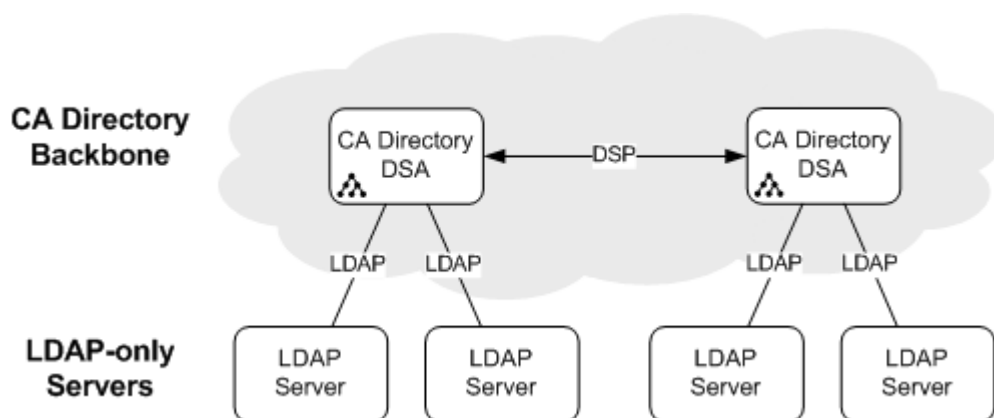 CA Directory
Backbone
CA Directory
DSA
DSP
CA Directory
DSA
LDAP
LDAP
LDAP
LDAP
LDAP-only
Servers
LDAP
Server
LDAP
Server
LDAP
Server
LDAP
Server